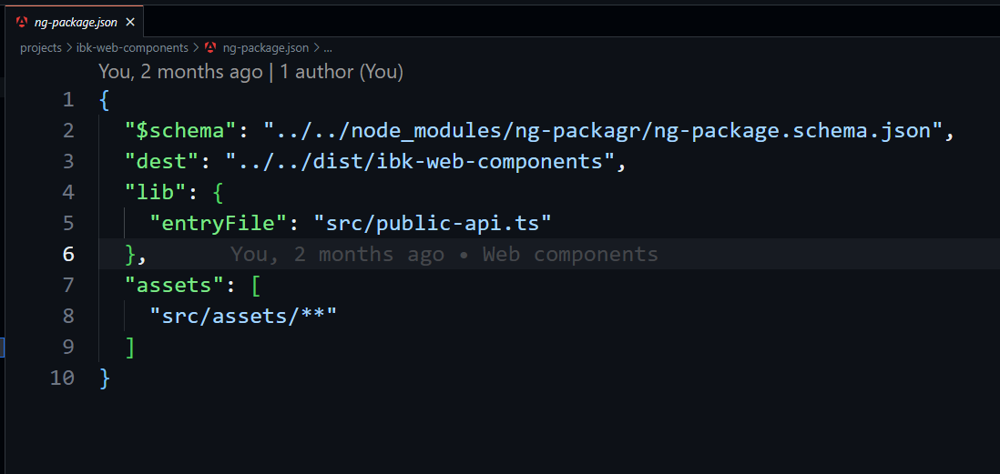 ng-package.json ×
projects > ibk-web-components > ng-package.json > ...
You, 2 months ago | 1 author (You)
1 {
2   "$schema": "../../node_modules/ng-packagr/ng-package.schema.json",
3   "dest": "../../dist/ibk-web-components",
4   "lib": {
5     "entryFile": "src/public-api.ts"
6   },       You, 2 months ago • Web components
7   "assets": [
8     "src/assets/**"
9   ]
10 }